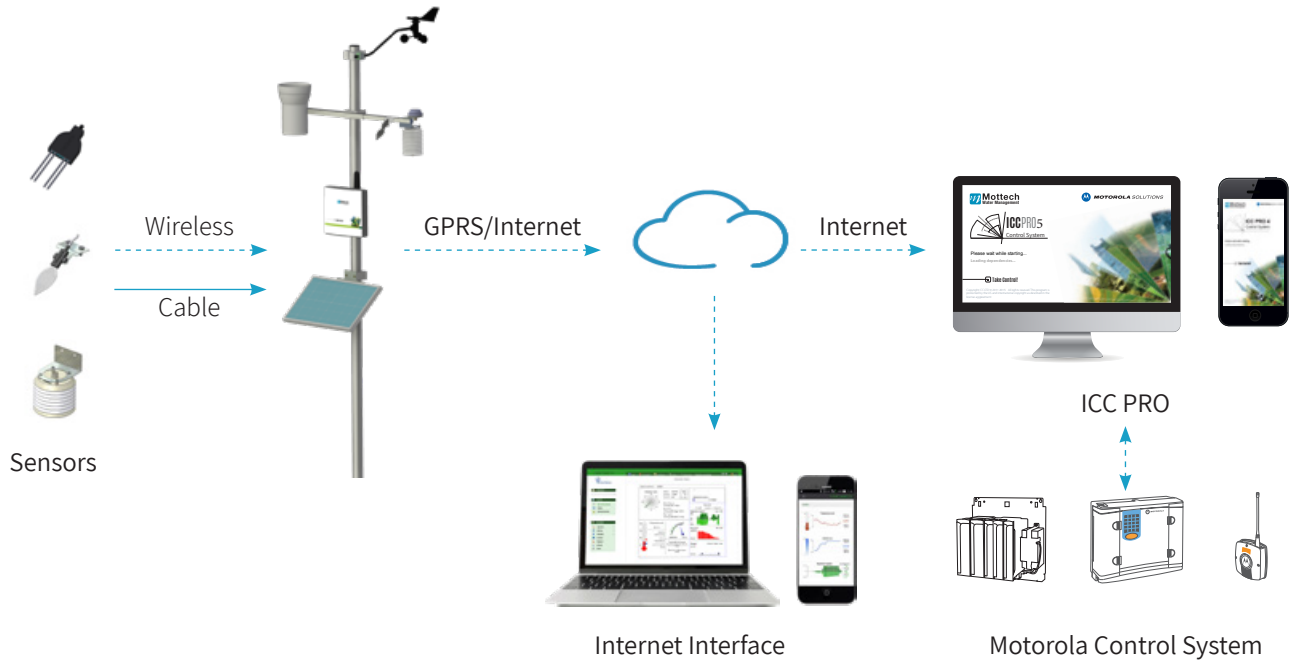 Wireless
Cable
Sensors
GPRS/Internet
Internet
Mottech
Water Management
MOTOROLA SOLUTIONS
ICCPRO5
Control System
Please wait while starting...
Take Control!
Mottech
ICC PRO
Internet Interface
Motorola Control System